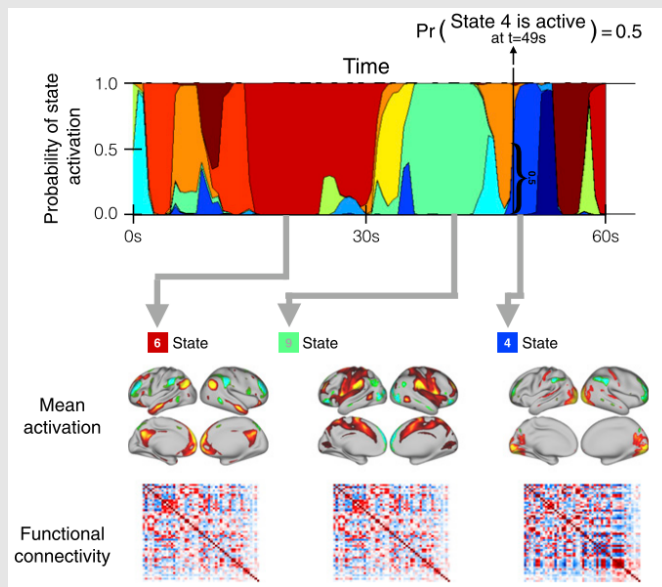 Pr( State 4 is active at t=49s ) = 0.5
Time
Probability of state
activation
1.0
0.5
0.0
0.5
0s
30s
60s
6 State
9 State
4 State
Mean
activation
Functional
connectivity